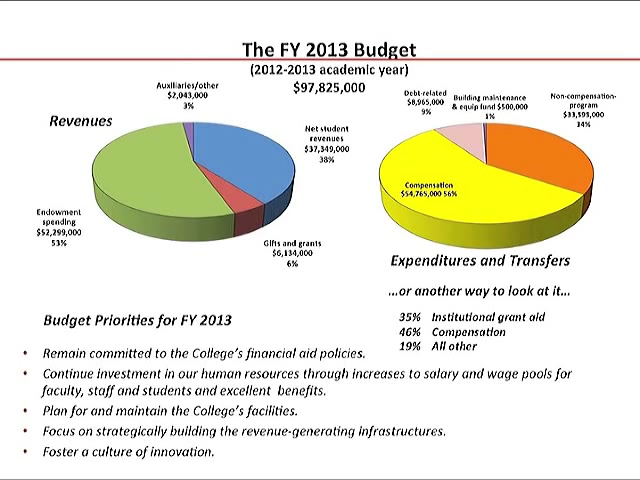 The FY 2013 Budget
(2012-2013 academic year)
$97,825,000
Revenues
Auxiliaries/other
$2,043,000
3%
Net student
revenues
$37,349,000
38%
Endowment
spending
$52,299,000
53%
Gifts and grants
$6,134,000
6%
Debt-related
$8,965,000
9%
Building maintenance
& equip fund $500,000
1%
Non-compensation-
program
$33,593,000
34%
Compensation
$54,765,000 56%
Expenditures and Transfers
…or another way to look at it…
35% Institutional grant aid
46% Compensation
19% All other
Budget Priorities for FY 2013
• Remain committed to the College's financial aid policies.
• Continue investment in our human resources through increases to salary and wage pools for
faculty, staff and students and excellent benefits.
• Plan for and maintain the College's facilities.
• Focus on strategically building the revenue-generating infrastructures.
• Foster a culture of innovation.